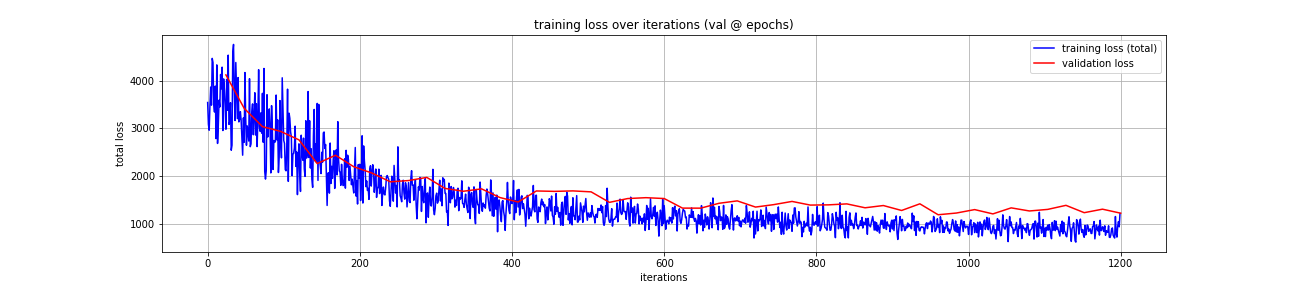 training loss over iterations (val @ epochs)
training loss (total)
validation loss
total loss
4000
3000
2000
1000
0
200
400
600
800
1000
1200
iterations